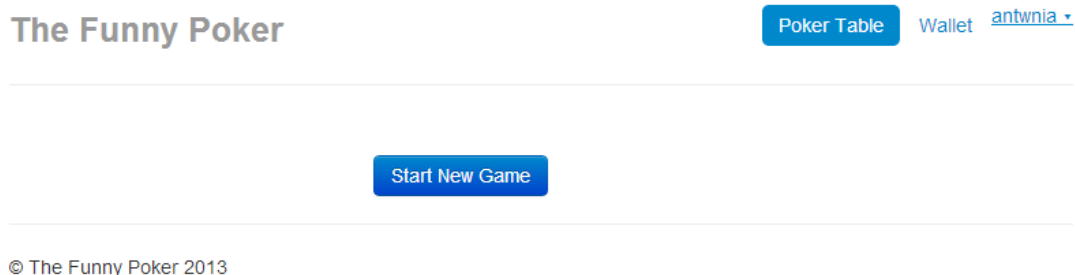 The Funny Poker
Poker Table Wallet antwnia
Start New Game
© The Funny Poker 2013